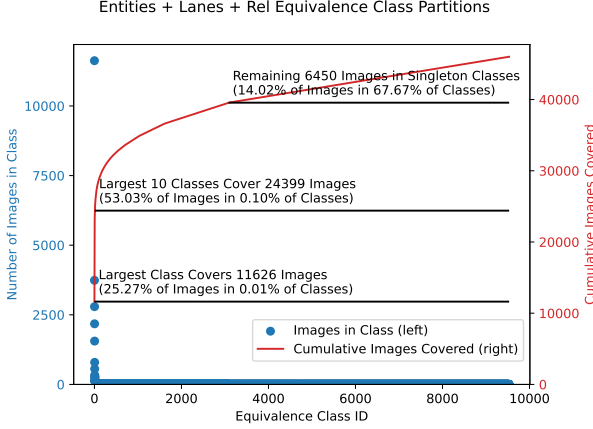 Entities + Lanes + Rel Equivalence Class Partitions
Remaining 6450 Images in Singleton Classes
(14.02% of Images in 67.67% of Classes)
Largest 10 Classes Cover 24399 Images
(53.03% of Images in 0.10% of Classes)
Largest Class Covers 11626 Images
(25.27% of Images in 0.01% of Classes)
Images in Class (left)
Cumulative Images Covered (right)
Number of Images in Class
10000
7500
5000
2500
0
Cumulative Images Covered
40000
30000
20000
10000
0
0
2000
4000
6000
8000
10000
Equivalence Class ID